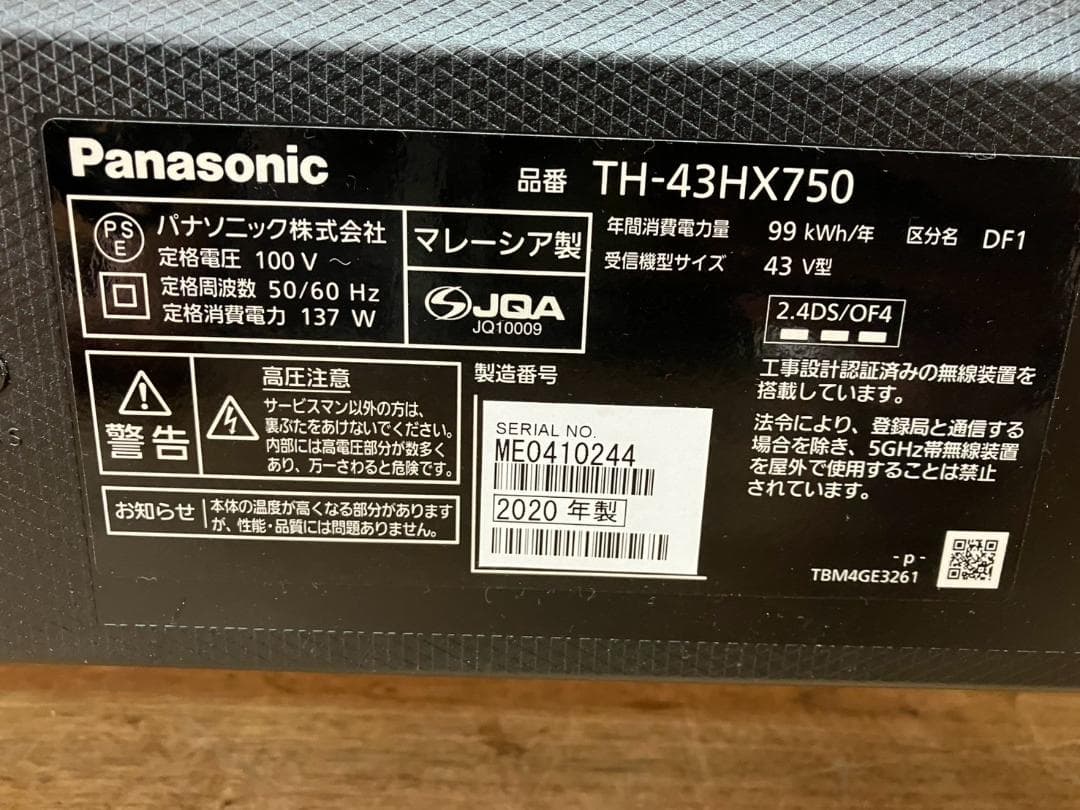 Panasonic
品番 TH-43HX750
PS
E
パナソニック株式会社
定格電圧 100 V ～
定格周波数 50/60 Hz
定格消費電力 137 W
マレーシア製
JQA
JQ10009
年間消費電力量 99 kWh/年 区分名 DF1
受信機型サイズ 43 V型
2.4DS/OF4
工事設計認証済みの無線装置を
搭載しています。
法令により、登録局と通信する
場合を除き、5GHz帯無線装置
を屋外で使用することは禁止
されています。
警告
高圧注意
サービスマン以外の方は、
裏ぶたをあけないでください。
内部には高電圧部分が数多く
あり、万一さわると危険です。
お知らせ
本体の温度が高くなる部分があります
が、性能・品質には問題ありません。
製造番号
SERIAL NO.
ME0410244
2020 年製
-p-
TBM4GE3261
S